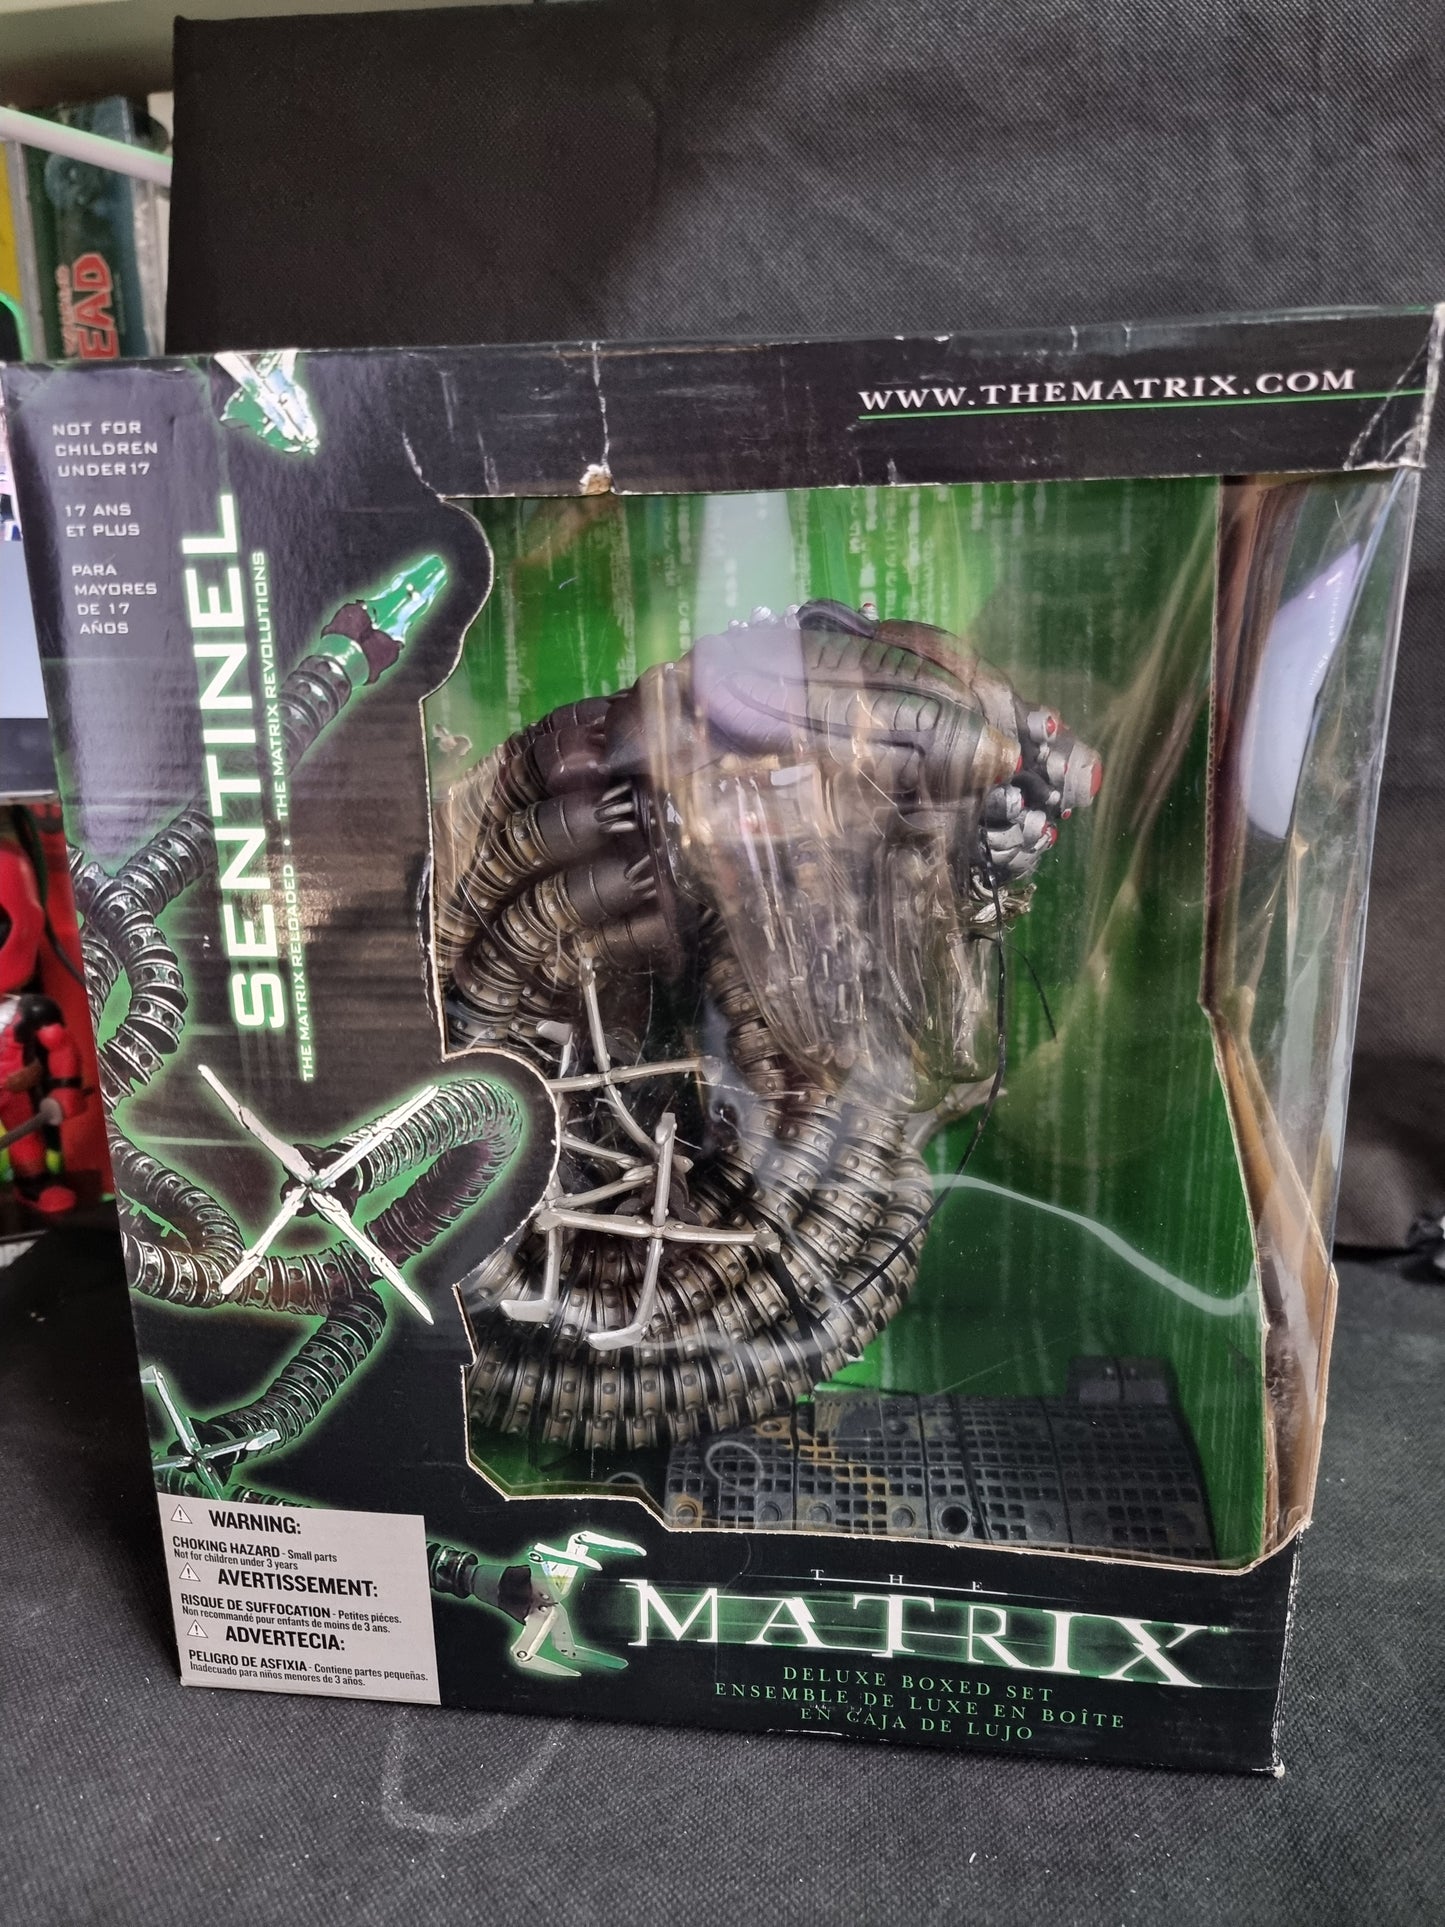 EAD
WWW.THEMATRIX.COM
NOT FOR
CHILDREN
UNDER 17
17 ANS
ET PLUS
PARA
MAYORES
DE 17
AÑOS
SENTINEL
THE MATRIX RELOADED • THE MATRIX REVOLUTIONS
WARNING:
CHOKING HAZARD - Small parts
Not for children under 3 years
AVERTISSEMENT:
RISQUE DE SUFFOCATION - Petites piéces.
Non recommandé pour enfants de moins de 3 ans.
ADVERTECIA:
PELIGRO DE ASFIXIA - Contiene partes pequeñas.
Inadecuado para niños menores de 3 años.
THE
MATRIX™
DELUXE BOXED SET
ENSEMBLE DE LUXE EN BOÎTE
EN CAJA DE LUJO